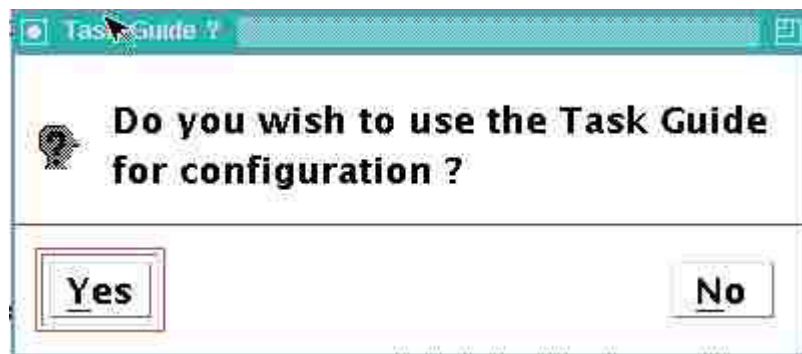 Task Guide ?
Do you wish to use the Task Guide
for configuration ?
Yes
No